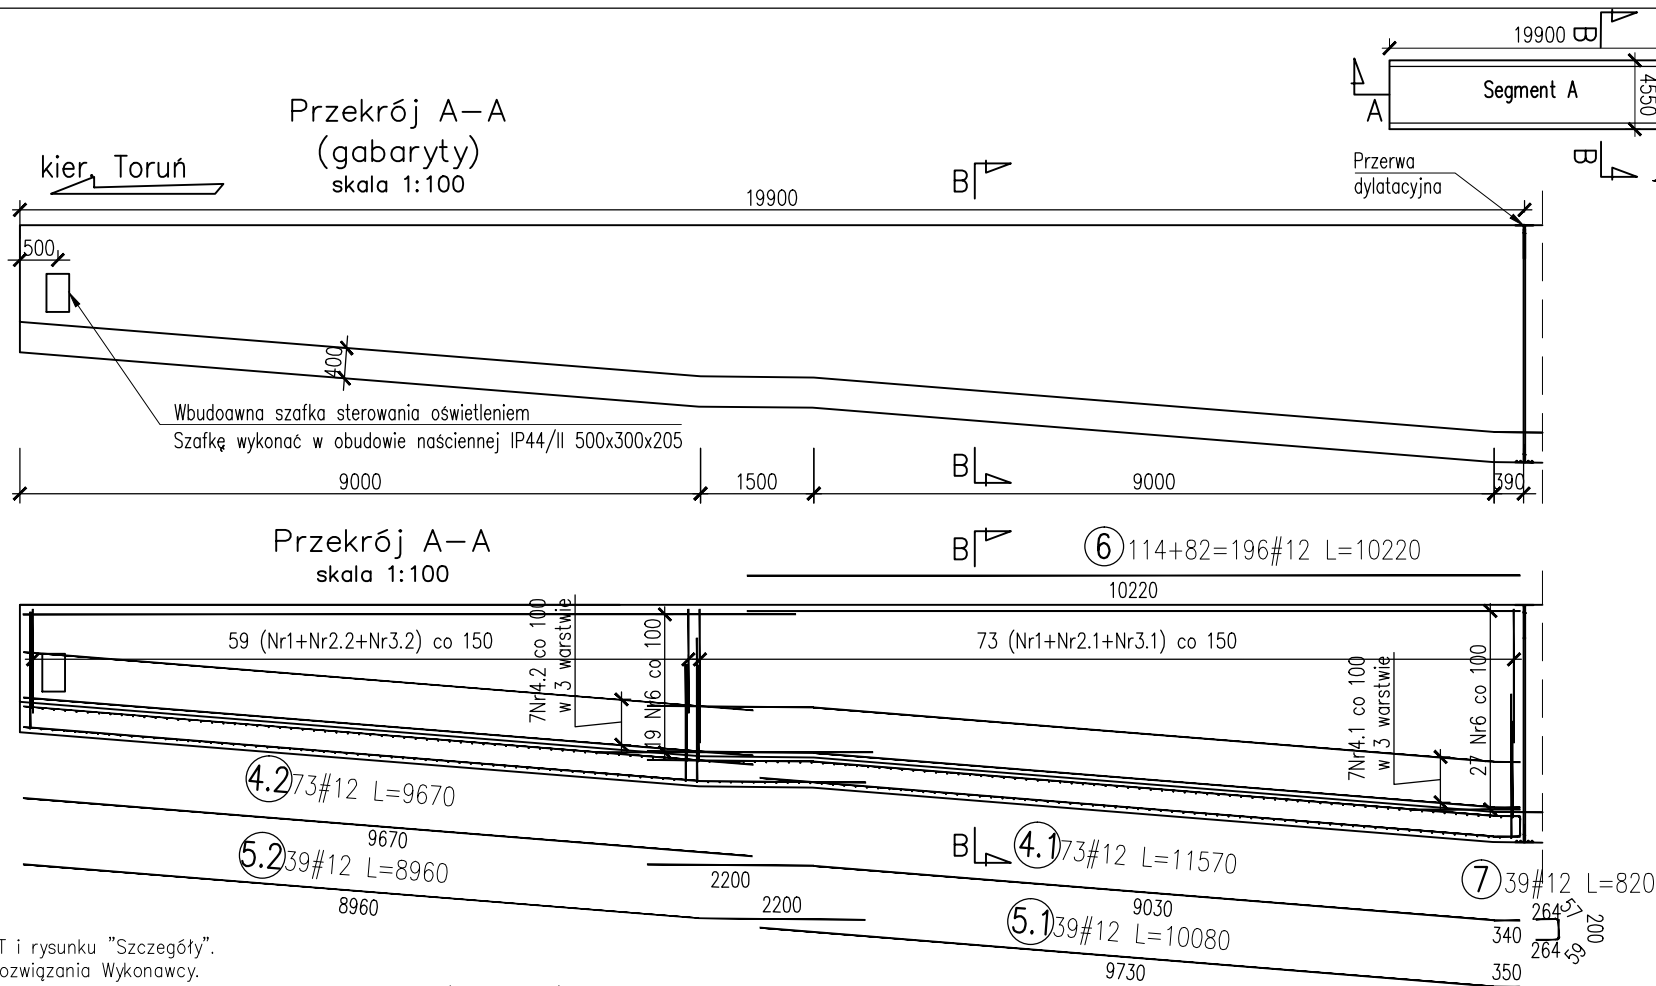 19900
B
Segment A
4550
A
B
Przekrój A-A
(gabaryty)
skala 1:100
kier. Toruń
B
Przerwa
dylatacyjna
19900
500
400
Wbudoawna szafka sterowania oświetleniem
Szafkę wykonać w obudowie naściennej IP44/II 500x300x205
B
9000
1500
9000
390
Przekrój A-A
skala 1:100
B
6 114+82=196#12 L=10220
10220
59 (Nr1+Nr2.2+Nr3.2) co 150
73 (Nr1+Nr2.1+Nr3.1) co 150
7Nr4.2 co 100
w 3 warstwie
19 Nr6 co 100
7Nr4.1 co 100
w 3 warstwie
27 Nr6 co 100
4.2 73#12 L=9670
9670
5.2 39#12 L=8960
8960
B
4.1 73#12 L=11570
2200
9030
340
2200
5.1 39#12 L=10080
9730
350
7 39#12 L=820
264
57
200
264
59
T i rysunku "Szczegóły".
ozwiązania Wykonawcy.